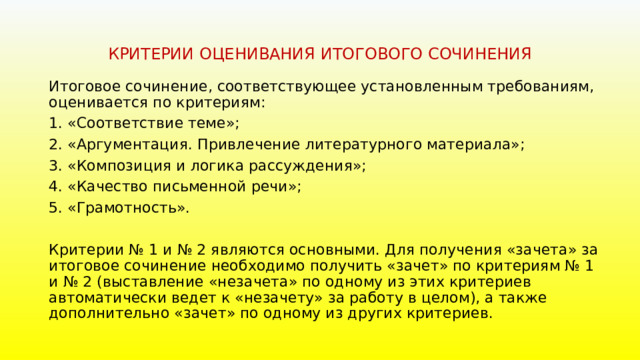 КРИТЕРИИ ОЦЕНИВАНИЯ ИТОГОВОГО СОЧИНЕНИЯ
Итоговое сочинение, соответствующее установленным требованиям,
оценивается по критериям:
1. «Соответствие теме»;
2. «Аргументация. Привлечение литературного материала»;
3. «Композиция и логика рассуждения»;
4. «Качество письменной речи»;
5. «Грамотность».
Критерии № 1 и № 2 являются основными. Для получения «зачета» за
итоговое сочинение необходимо получить «зачет» по критериям № 1
и № 2 (выставление «незачета» по одному из этих критериев
автоматически ведет к «незачету» за работу в целом), а также
дополнительно «зачет» по одному из других критериев.